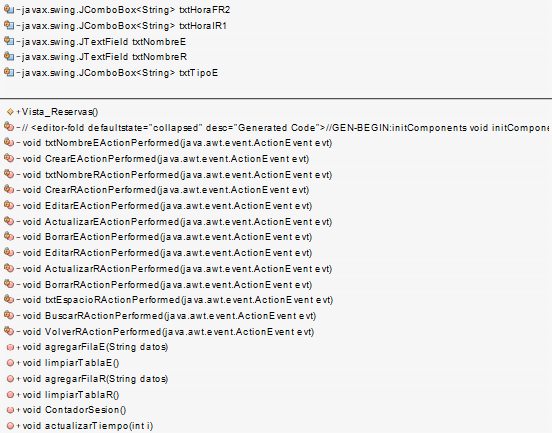 -javax.swing.JComboBox<String> txtHoraFR2
-javax.swing.JComboBox<String> txtHoraIR1
-javax.swing.JTextField txtNombreE
-javax.swing.JTextField txtNombreR
-javax.swing.JComboBox<String> txtTipoE
+Vista_Reservas()
-// <editor-fold defaultstate="collapsed" desc="Generated Code">//GEN-BEGIN:initComponents void initCompone
-void txtNombreEActionPerformed(java.awt.event.ActionEvent evt)
-void CrearEActionPerformed(java.awt.event.ActionEvent evt)
-void txtNombreRActionPerformed(java.awt.event.ActionEvent evt)
-void CrearRActionPerformed(java.awt.event.ActionEvent evt)
-void EditarEActionPerformed(java.awt.event.ActionEvent evt)
-void ActualizarEActionPerformed(java.awt.event.ActionEvent evt)
-void BorrarEActionPerformed(java.awt.event.ActionEvent evt)
-void EditarRActionPerformed(java.awt.event.ActionEvent evt)
-void ActualizarRActionPerformed(java.awt.event.ActionEvent evt)
-void BorrarRActionPerformed(java.awt.event.ActionEvent evt)
-void txtEspacioRActionPerformed(java.awt.event.ActionEvent evt)
-void BuscarRActionPerformed(java.awt.event.ActionEvent evt)
-void VolverRActionPerformed(java.awt.event.ActionEvent evt)
+void agregarFilaE(String datos)
+void limpiarTablaE()
+void agregarFilaR(String datos)
+void limpiarTablaR()
+void ContadorSesion()
+void actualizarTiempo(int i)